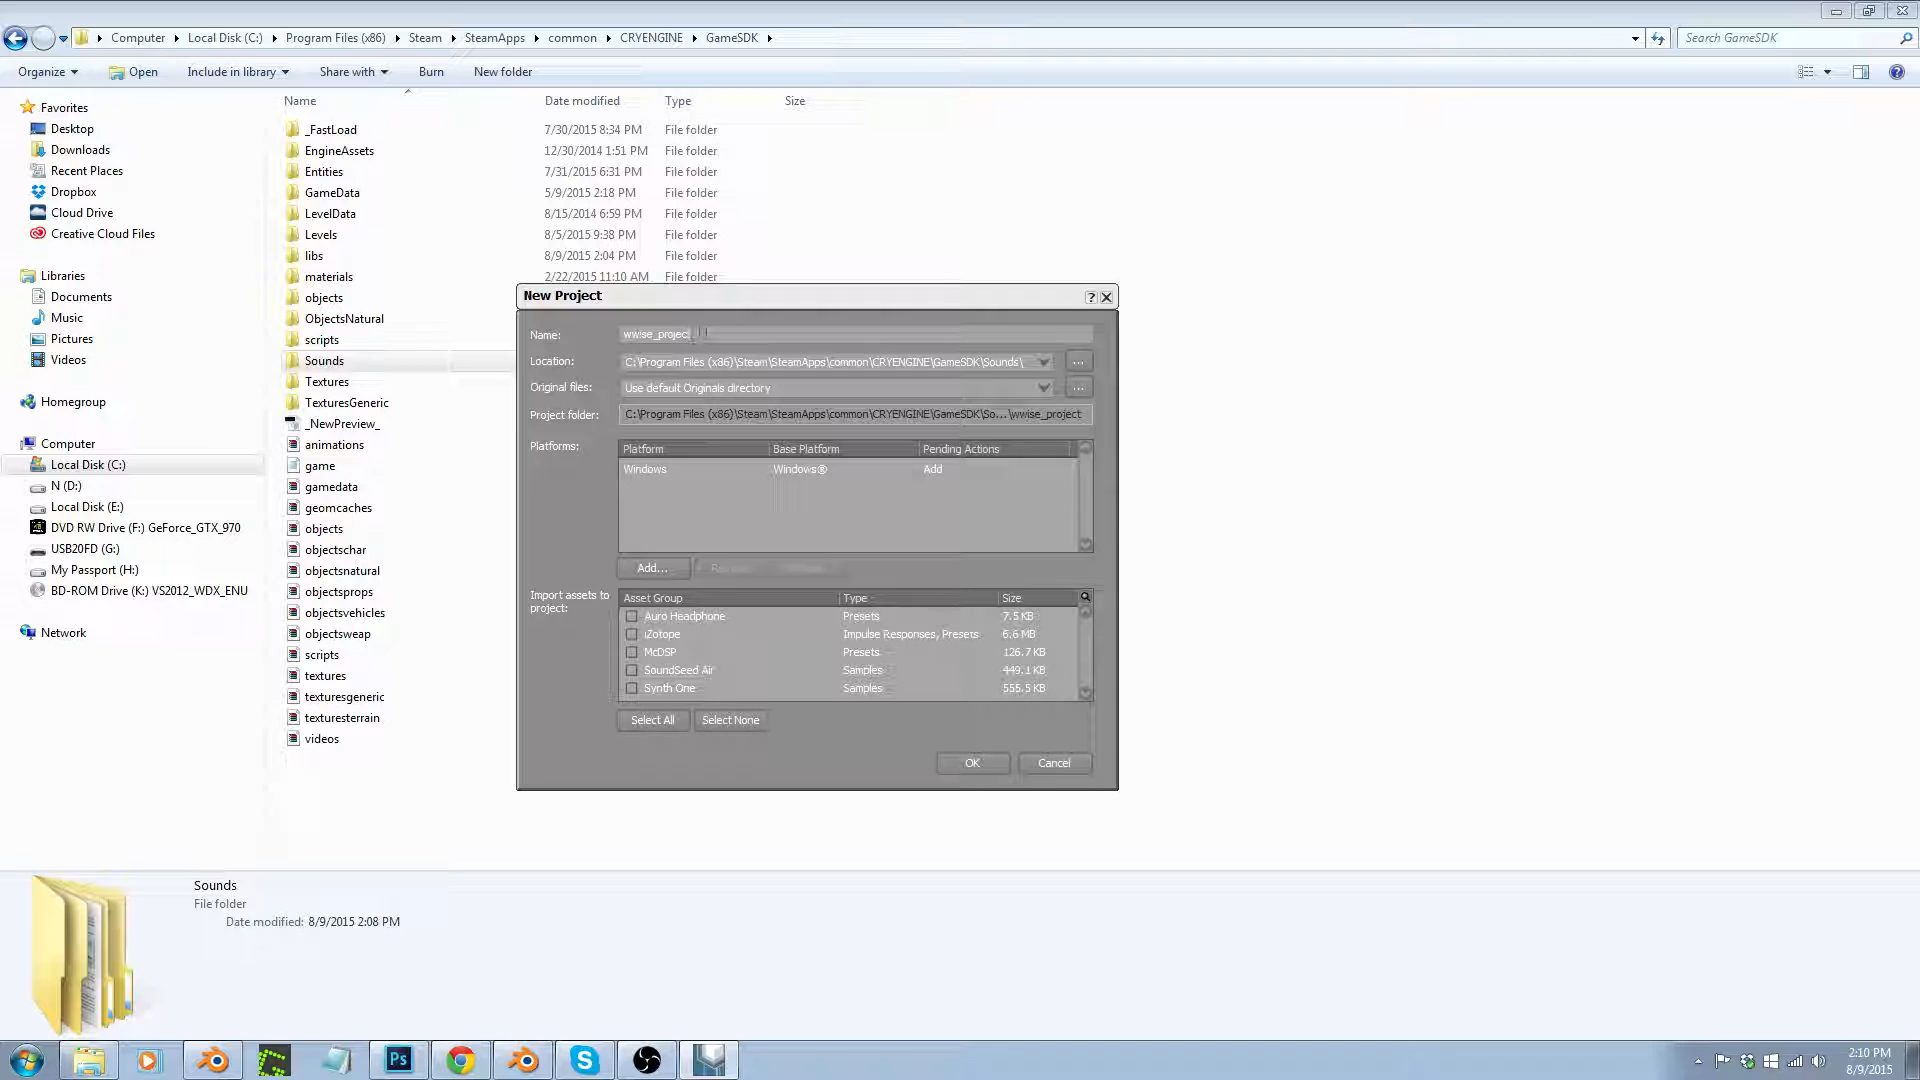 Computer Local Disk (C:) Program Files (x86) Steam SteamApps common CRYENGINE GameSDK Search GameSDK
Organize Open Include in library Share with Burn New folder
Name Date modified Type Size
Favorites
Desktop
Downloads
Recent Places
Dropbox
Cloud Drive
Creative Cloud Files
Libraries
Documents
Music
Pictures
Videos
Homegroup
Computer
Local Disk (C:)
N (D:)
Local Disk (E:)
DVD RW Drive (F:) GeForce_GTX_970
USB20FD (G:)
My Passport (H:)
BD-ROM Drive (K:) VS2012_WDX_ENU
Network
_FastLoad 7/30/2015 8:34 PM File folder
EngineAssets 12/30/2014 1:51 PM File folder
Entities 7/31/2015 6:31 PM File folder
GameData 5/9/2015 2:18 PM File folder
LevelData 8/15/2014 6:59 PM File folder
Levels 8/5/2015 9:38 PM File folder
libs 8/9/2015 2:04 PM File folder
materials 2/22/2015 11:10 AM File folder
objects
ObjectsNatural
scripts
Sounds
Textures
TexturesGeneric
_NewPreview_
animations
game
gamedata
geomcaches
objects
objectschar
objectsnatural
objectsprops
objectsvehicles
objectsweap
scripts
textures
texturesgeneric
texturesterrain
videos
New Project
Name: wwise_project
Location: C:\Program Files (x86)\Steam\SteamApps\common\CRYENGINE\GameSDK\Sounds\ ...
Original files: Use default Originals directory ...
Project folder: C:\Program Files (x86)\Steam\SteamApps\common\CRYENGINE\GameSDK\So...\wwise_project
Platforms: Platform Base Platform Pending Actions
Windows Windows® Add
Add...
Import assets to project: Asset Group Type Size
Auro Headphone Presets 7.5 KB
iZotope Impulse Responses, Presets 6.6 MB
McDSP Presets 126.7 KB
SoundSeed Air Samples 449.1 KB
Synth One Samples 555.5 KB
Select All Select None
OK Cancel
Sounds
File folder
Date modified: 8/9/2015 2:08 PM
Ps
2:10 PM
8/9/2015